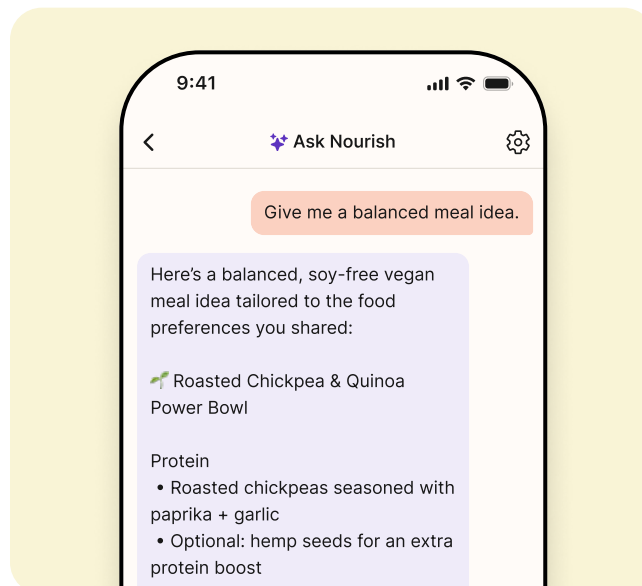 9:41
Ask Nourish
Give me a balanced meal idea.
Here’s a balanced, soy-free vegan
meal idea tailored to the food
preferences you shared:
🌱 Roasted Chickpea & Quinoa
Power Bowl
Protein
• Roasted chickpeas seasoned with
paprika + garlic
• Optional: hemp seeds for an extra
protein boost